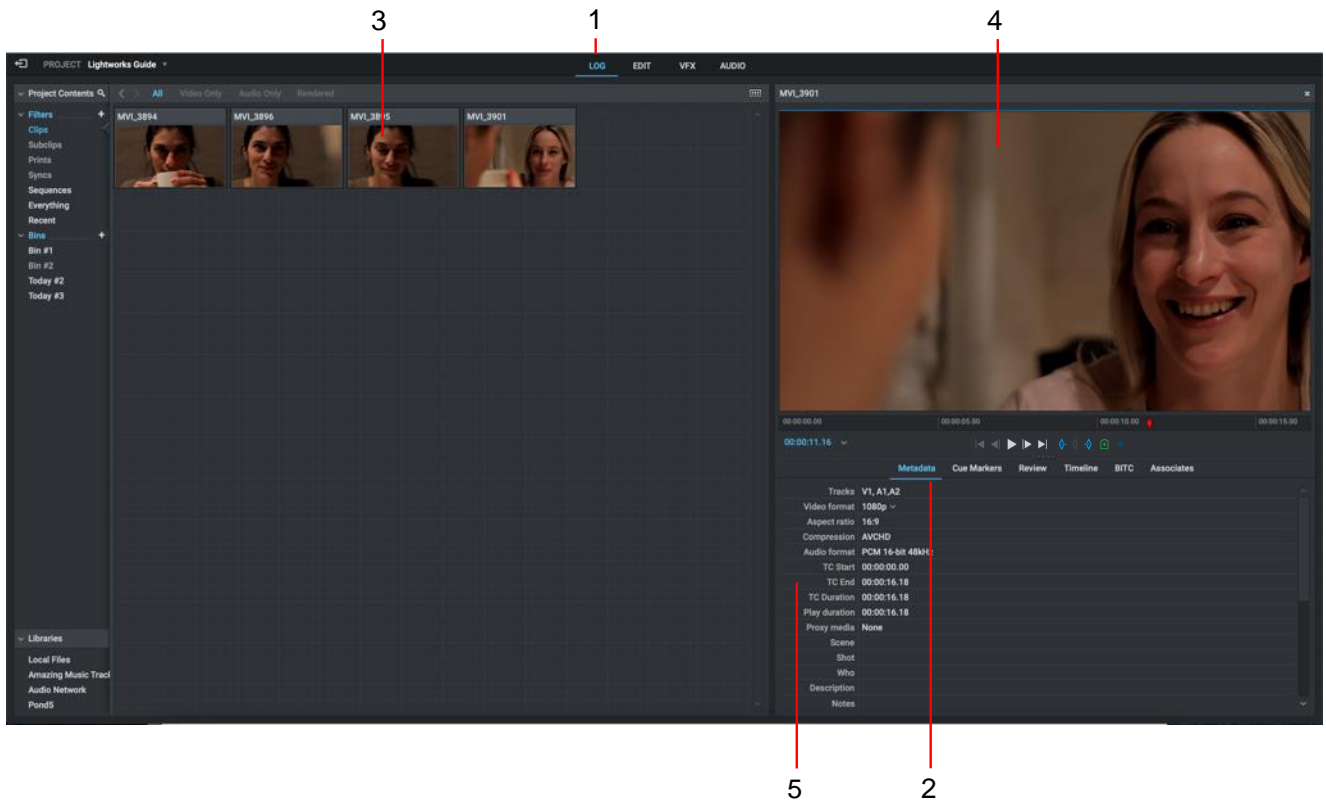 3 1 4
PROJECT Lightworks Guide LOG EDIT VFX AUDIO
Project Contents All Video Only Audio Only Rendered MVI_3901
Filters + MVI_3894 MVI_3896 MVI_3895 MVI_3901
Clips
Subclips
Prints
Syncs
Sequences
Everything
Recent
Bins +
Bin #1
Bin #2
Today #2
Today #3
00:00:00.00 00:00:05.00 00:00:10.00 00:00:15.00
00:00:11.16
Metadata Cue Markers Review Timeline BITC Associates
Tracks V1, A1,A2
Video format 1080p
Aspect ratio 16:9
Compression AVCHD
Audio format PCM 16-bit 48kHz
TC Start 00:00:00.00
TC End 00:00:16.18
TC Duration 00:00:16.18
Play duration 00:00:16.18
Proxy media None
Scene
Shot
Who
Description
Notes
Libraries
Local Files
Amazing Music Tracl
Audio Network
Pond5
5 2